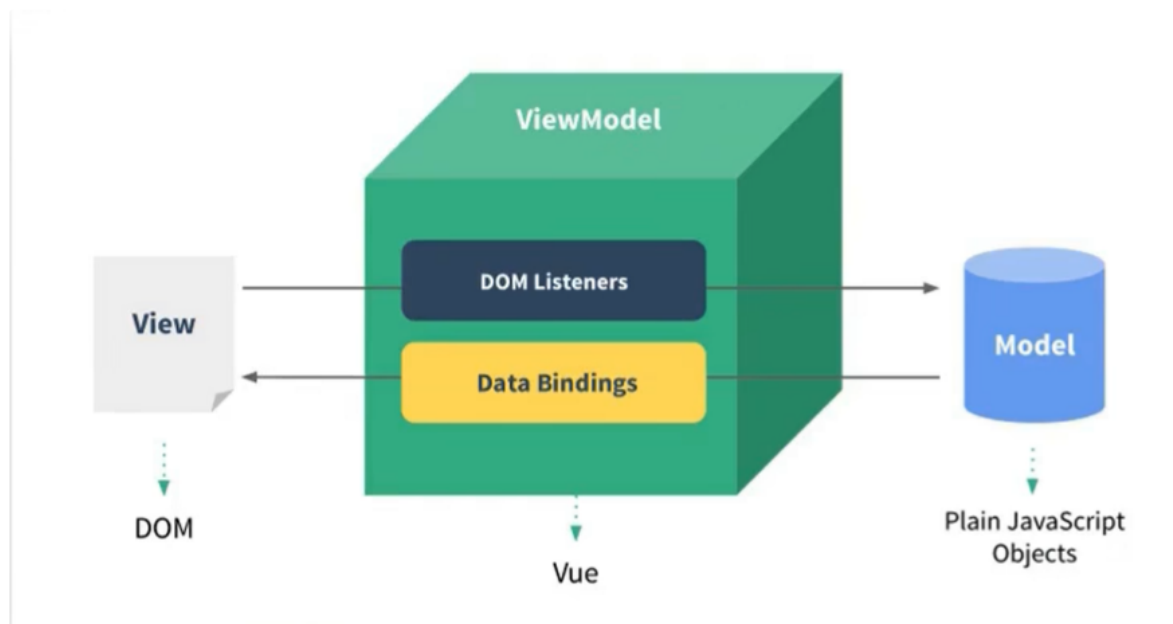 ViewModel
DOM Listeners
View
Model
Data Bindings
DOM
Plain JavaScript
Objects
Vue